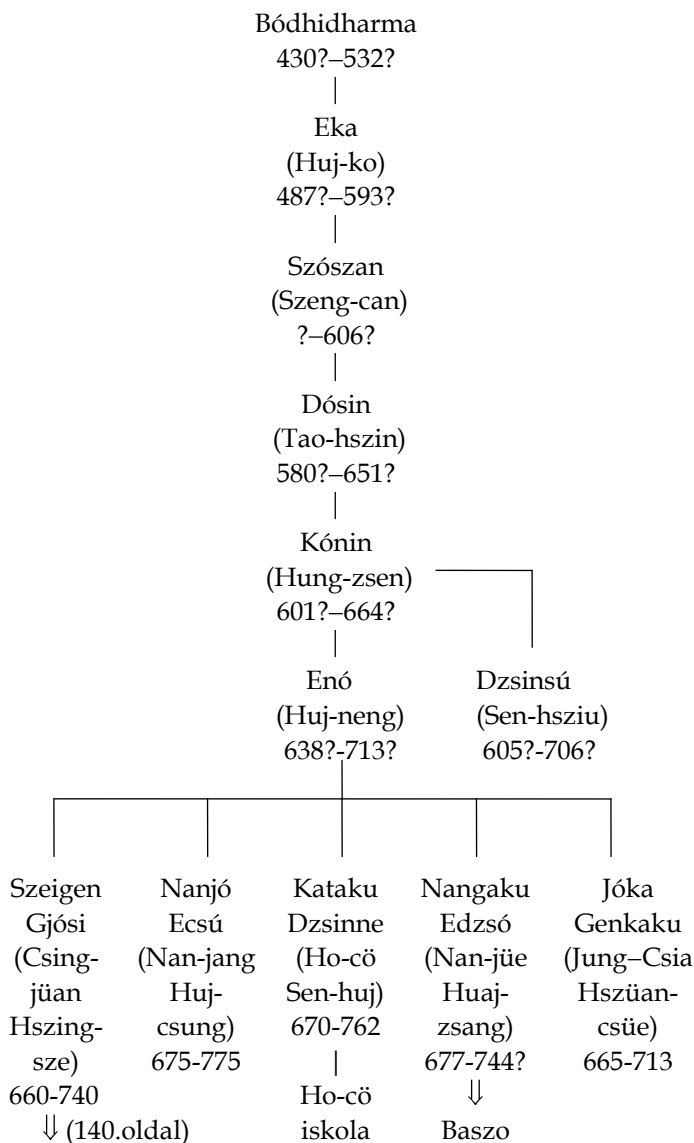 Bódhidharma
430?–532?
Eka
(Huj-ko)
487?–593?
Szószan
(Szeng-can)
?–606?
Dósin
(Tao-hszin)
580?–651?
Kónin
(Hung-zsen)
601?–664?
Enó
(Huj-neng)
638?-713?
Dzsinsú
(Sen-hsziu)
605?-706?
Szeigen
Gjósi
(Csing-
jüan
Hszing-
sze)
660-740
⇓ (140.oldal)
Nanjó
Ecsú
(Nan-jang
Huj-
csung)
675-775
Kataku
Dzsinne
(Ho-cö
Sen-huj)
670-762
Ho-cö
iskola
Nangaku
Edzsó
(Nan-jüe
Huaj-
zsang)
677-744?
⇓
Baszo
Jóka
Genkaku
(Jung–Csia
Hszüan-
csüe)
665-713